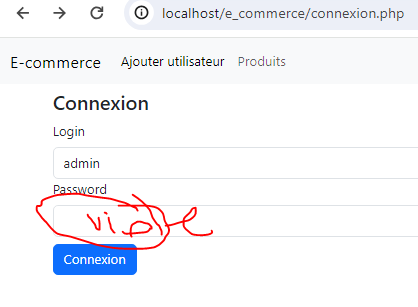 localhost/e_commerce/connexion.php
E-commerce Ajouter utilisateur Produits
Connexion
Login
admin
Password
vide
Connexion